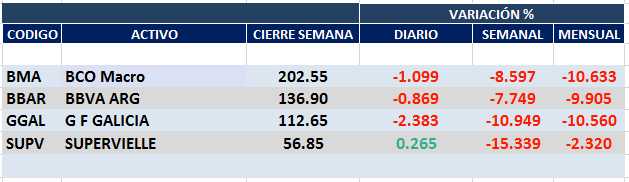 VARIACIÓN %
CODIGO ACTIVO CIERRE SEMANA DIARIO SEMANAL MENSUAL
BMA BCO Macro 202.55 -1.099 -8.597 -10.633
BBAR BBVA ARG 136.90 -0.869 -7.749 -9.905
GGAL G F GALICIA 112.65 -2.383 -10.949 -10.560
SUPV SUPERVIELLE 56.85 0.265 -15.339 -2.320